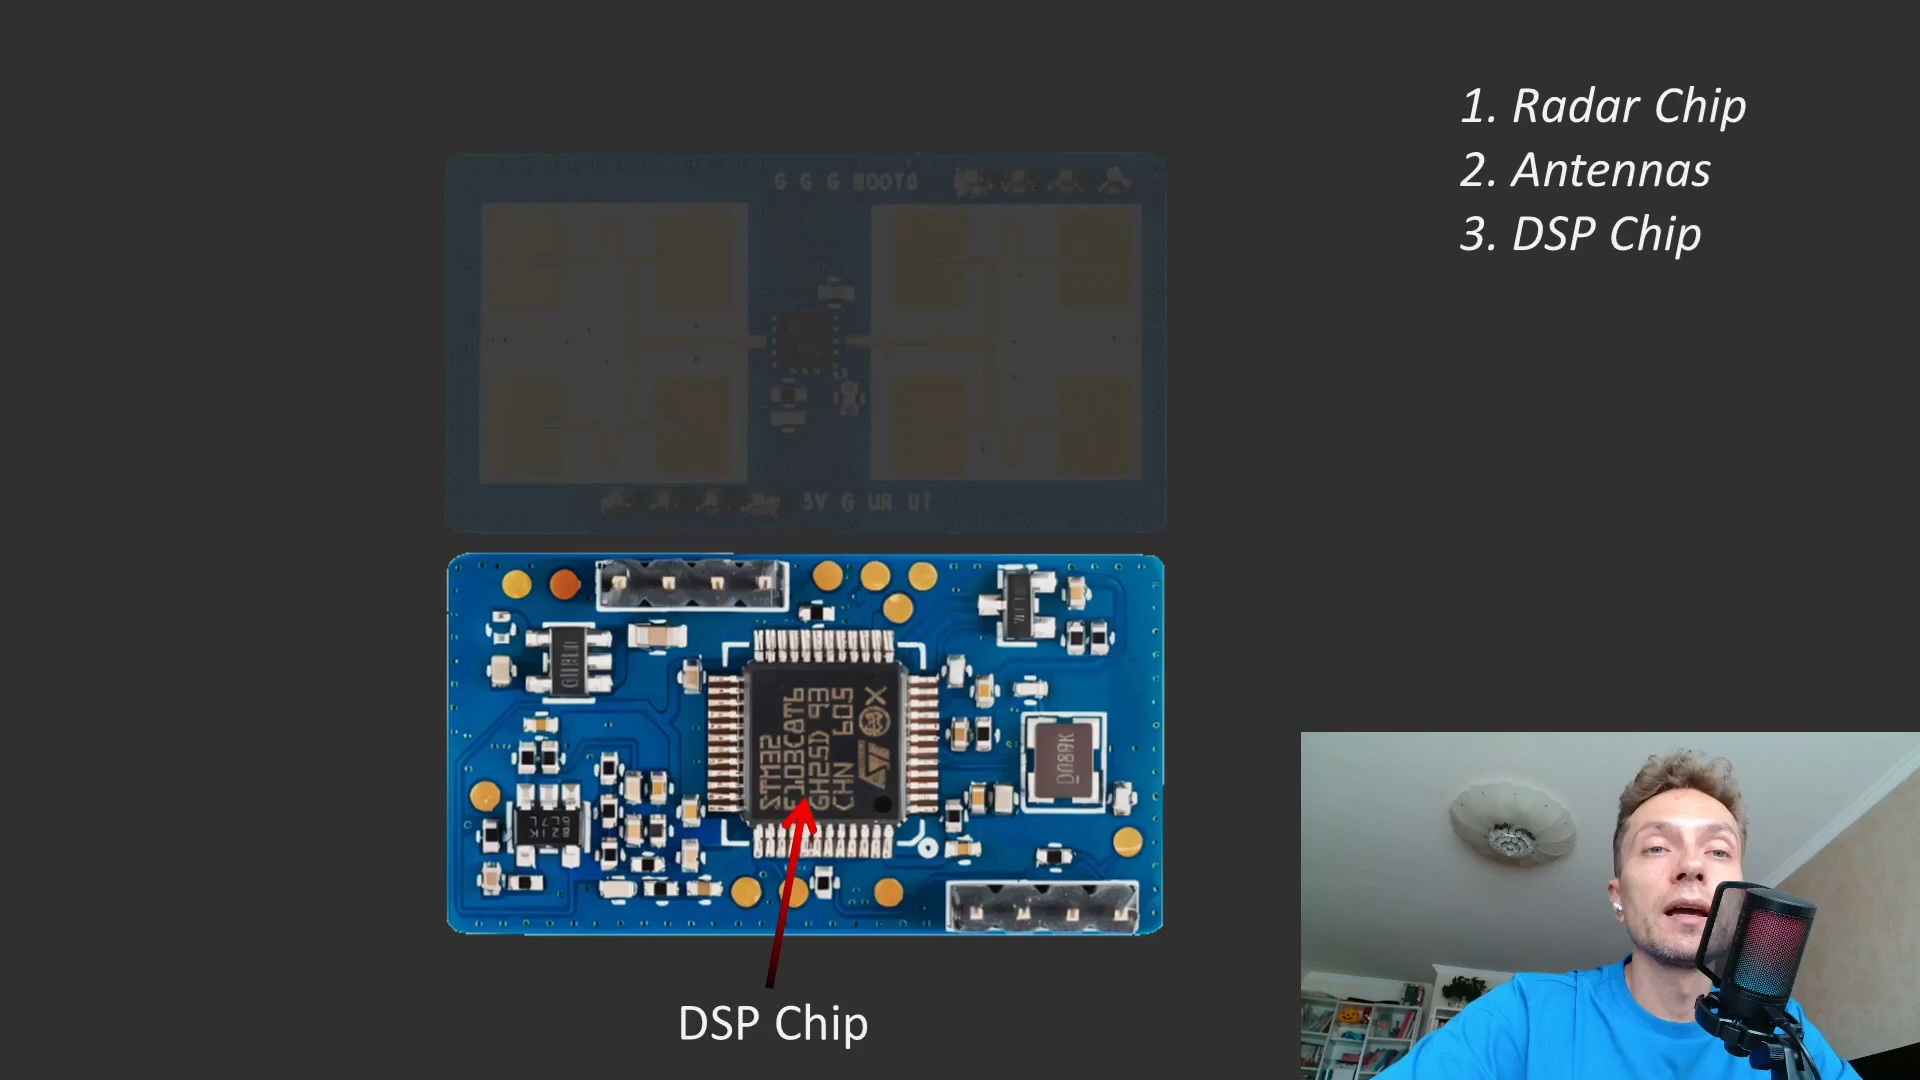 1. Radar Chip
2. Antennas
3. DSP Chip
G G G BOOT0
5V G UR UT
STM32
F103C8T6
GH25D 93
CHN 605
DSP Chip